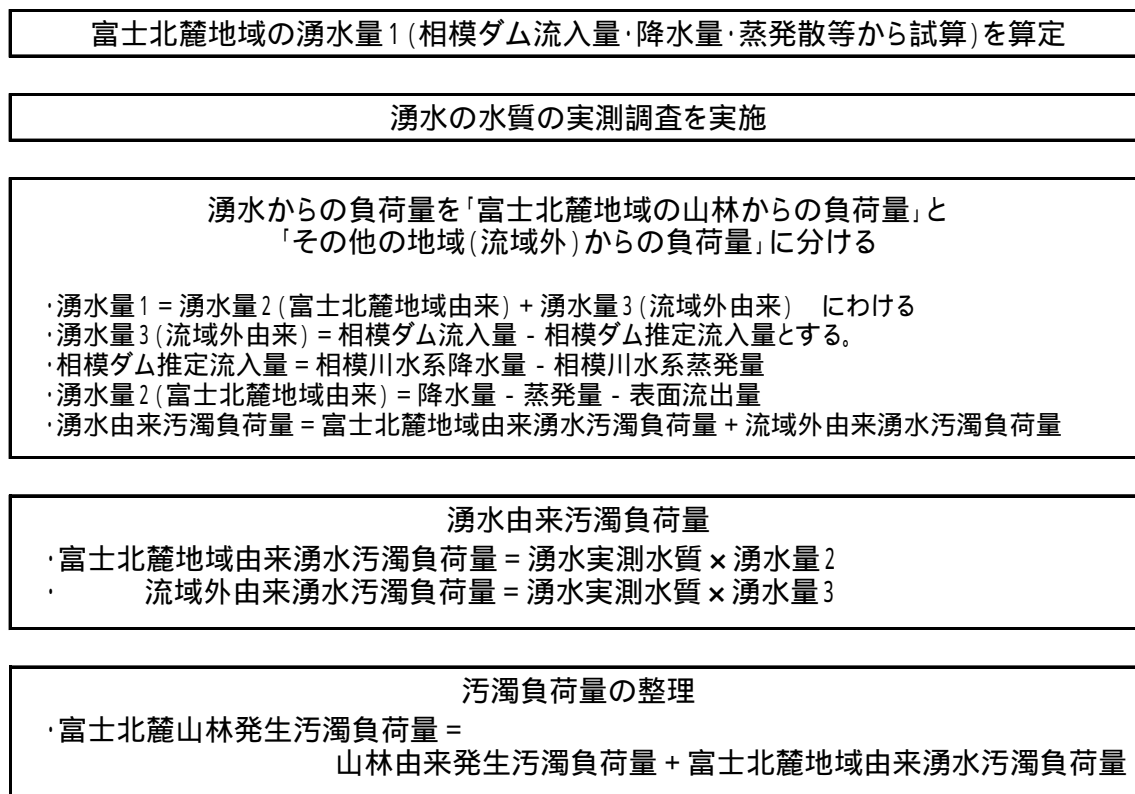 富士北麓地域の湧水量1(相模ダム流入量・降水量・蒸発散等から試算)を算定
湧水の水質の実測調査を実施
湧水からの負荷量を「富士北麓地域の山林からの負荷量」と
「その他の地域(流域外)からの負荷量」に分ける
・湧水量1=湧水量2(富士北麓地域由来)+湧水量3(流域外由来) にわける
・湧水量3(流域外由来)=相模ダム流入量-相模ダム推定流入量とする。
・相模ダム推定流入量=相模川水系降水量-相模川水系蒸発量
・湧水量2(富士北麓地域由来)=降水量-蒸発量-表面流出量
・湧水由来汚濁負荷量=富士北麓地域由来湧水汚濁負荷量+流域外由来湧水汚濁負荷量
湧水由来汚濁負荷量
・富士北麓地域由来湧水汚濁負荷量=湧水実測水質×湧水量2
・ 流域外由来湧水汚濁負荷量=湧水実測水質×湧水量3
汚濁負荷量の整理
・富士北麓山林発生汚濁負荷量=
山林由来発生汚濁負荷量+富士北麓地域由来湧水汚濁負荷量